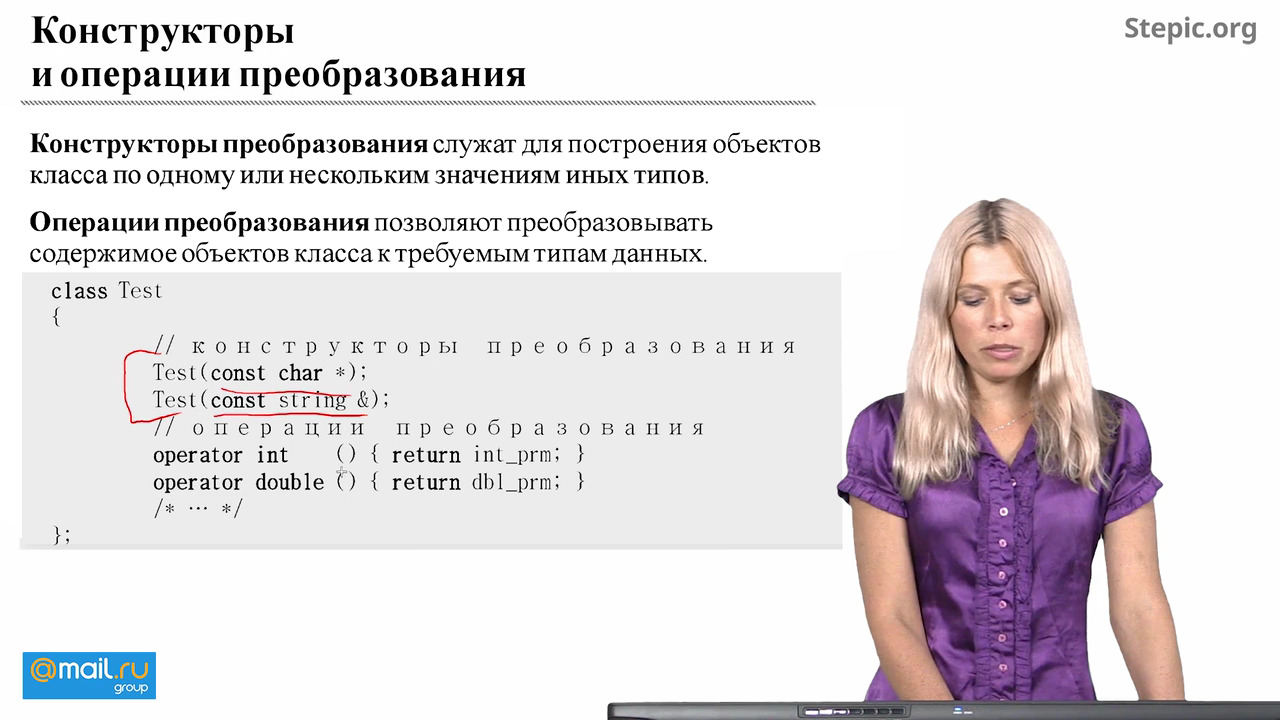 Конструкторы
и операции преобразования
Stepic.org
Конструкторы преобразования служат для построения объектов
класса по одному или нескольким значениям иных типов.
Операции преобразования позволяют преобразовывать
содержимое объектов класса к требуемым типам данных.
class Test
{
// конструкторы преобразования
Test(const char *);
Test(const string &);
// операции преобразования
operator int () { return int_prm; }
operator double () { return dbl_prm; }
/* … */
};
@mail.ru
group